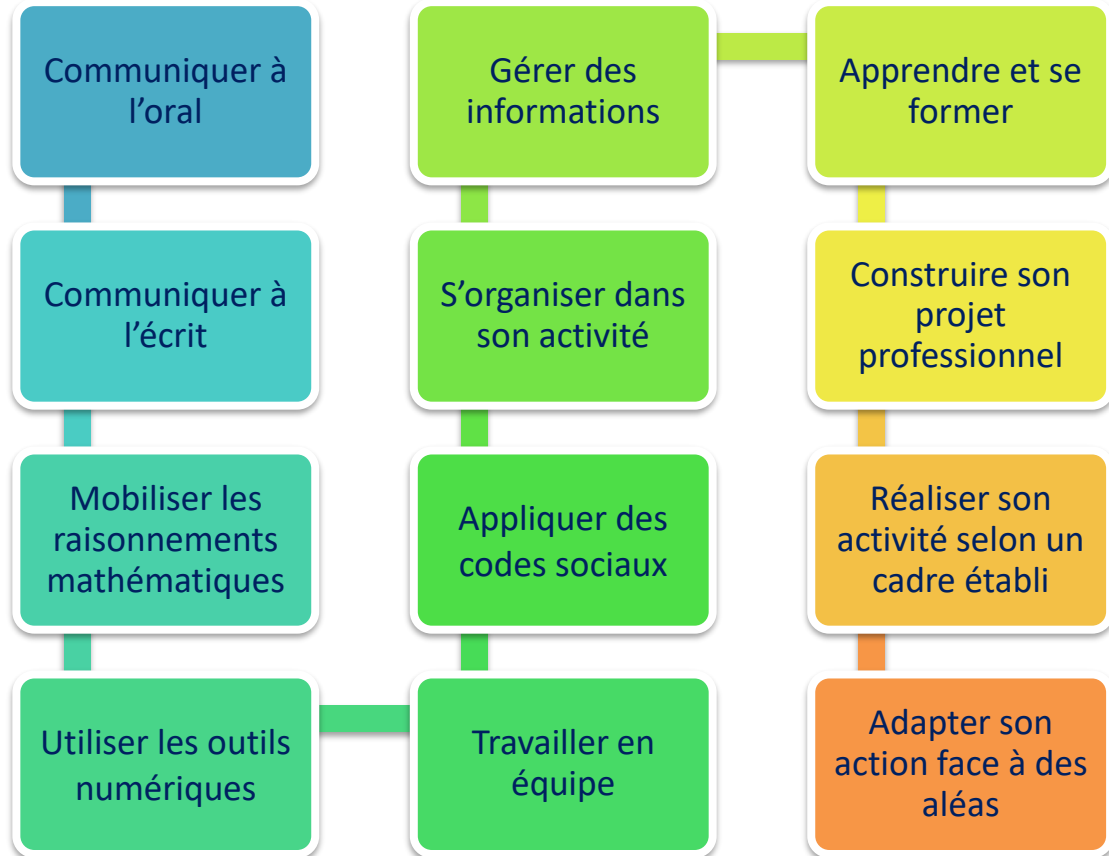 Communiquer à
l’oral
Communiquer à
l’écrit
Mobiliser les
raisonnements
mathématiques
Utiliser les outils
numériques
Travailler en
équipe
Appliquer des
codes sociaux
S’organiser dans
son activité
Gérer des
informations
Apprendre et se
former
Construire son
projet
professionnel
Réaliser son
activité selon un
cadre établi
Adapter son
action face à des
aléas